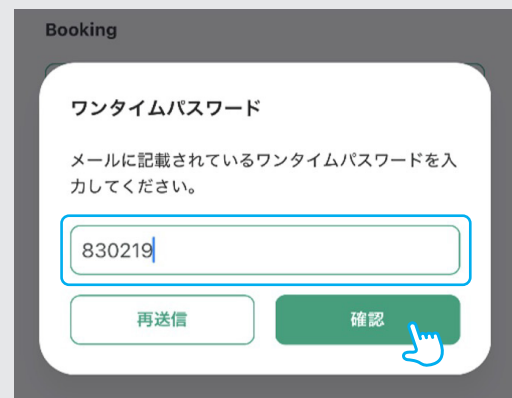 Booking
ワンタイムパスワード
メールに記載されているワンタイムパスワードを入
力してください。
830219
再送信
確認